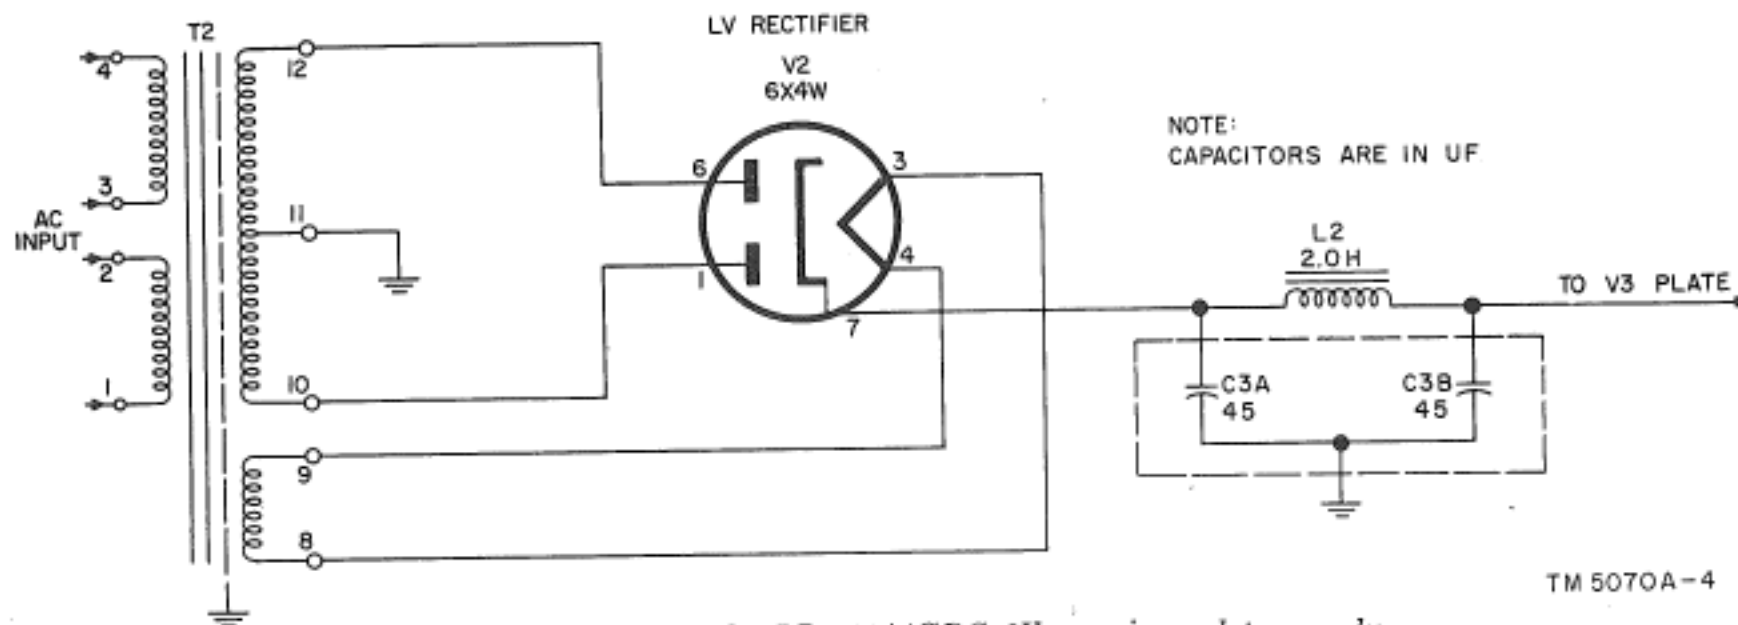 T2
LV RECTIFIER
V2
6X4W
4
12
NOTE:
CAPACITORS ARE IN UF
6
3
3
11
AC
INPUT
2
1
4
L2
2.0H
TO V3 PLATE
7
1
10
C3A
45
C3B
45
9
8
TM 5070A-4